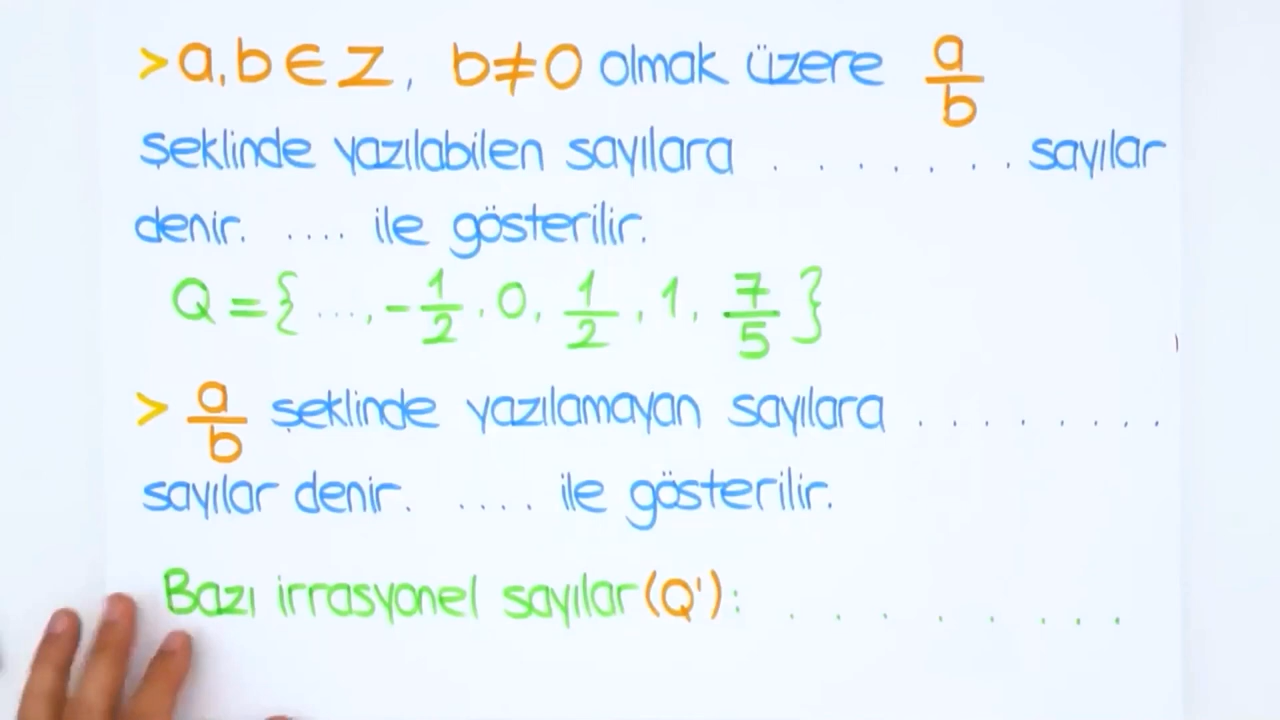 > a, b ∈ Z, b ≠ 0 olmak üzere a/b
şeklinde yazılabilen sayılara . . . . . . . sayılar
denir. .... ile gösterilir.
Q = { ..., -1/2, 0, 1/2, 1, 7/5 }
> a/b şeklinde yazılamayan sayılara . . . . . . . . .
sayılar denir. .... ile gösterilir.
Bazı irrasyonel sayılar (Q'): . . . . . . . .